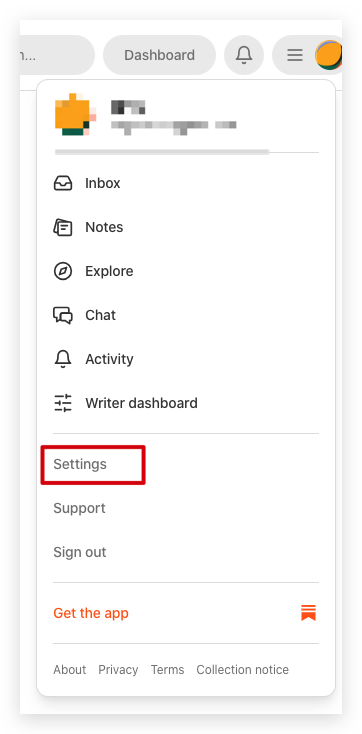 n...
Dashboard
Inbox
Notes
Explore
Chat
Activity
Writer dashboard
Settings
Support
Sign out
Get the app
About Privacy Terms Collection notice